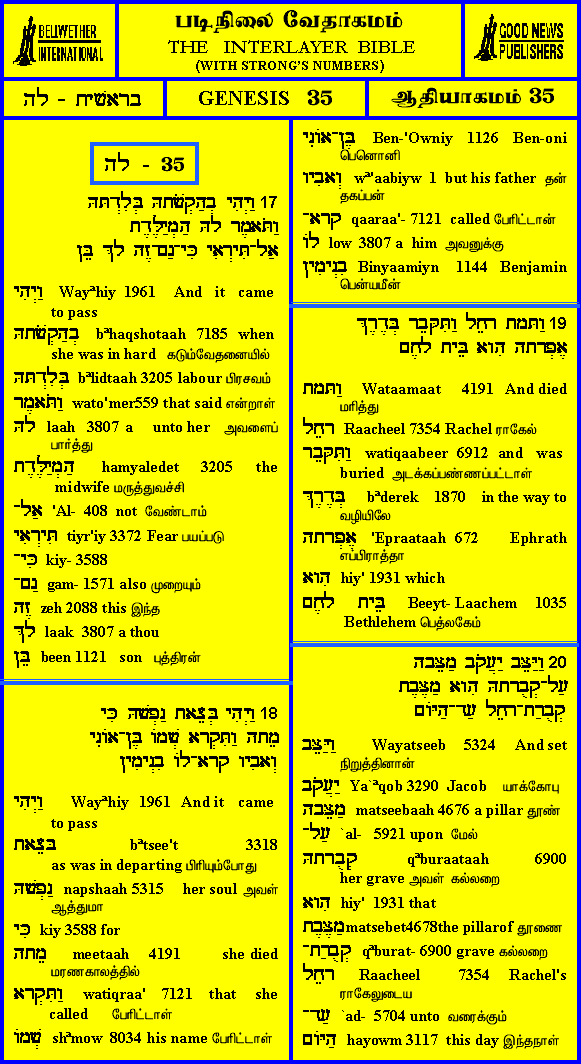 BELLWETHER
INTERNATIONAL
படிநிலை வேதாகமம்
THE INTERLAYER BIBLE
(WITH STRONG'S NUMBERS)
GOOD NEWS
PUBLISHERS
בראשית - לה
GENESIS 35
ஆதியாகமம் 35
לה - 35
17 וַיְהִי בְהַקְשֹׁתָהּ בְּלִדְתָּהּ
וַתֹּאמֶר לָהּ הַמְיַלֶּדֶת
אַל־תִּירְאִי כִּי־גַם־זֶה לָךְ בֵּן
וַיְהִי Wayᵃhiy 1961 And it came
to pass
בְהַקְשֹׁתָהּ bᵃhaqshotaah 7185 when
she was in hard கடும்வேதனையில்
בְּלִדְתָּהּ bᵃlidtaah 3205 labour பிரசவம்
וַתֹּאמֶר wato'mer559 that said என்றாள்
לָהּ laah 3807 a unto her அவளைப்
பார்த்து
הַמְיַלֶּדֶת hamyaledet 3205 the
midwife மருத்துவச்சி
אַל־ 'Al- 408 not வேண்டாம்
תִּירְאִי tiyr'iy 3372 Fear பயப்படு
כִּי־ kiy- 3588
גַם־ gam- 1571 also முறையும்
זֶה zeh 2088 this இந்த
לָךְ laak 3807 a thou
בֵּן been 1121 son புத்திரன்
18 וַיְהִי בְּצֵאת נַפְשָׁהּ כִּי
מֵתָה וַתִּקְרָא שְׁמוֹ בֶּן־אוֹנִי
וְאָבִיו קָרָא־לוֹ בִנְיָמִין
וַיְהִי Wayᵃhiy 1961 And it came
to pass
בְּצֵאת bᵃtsee't 3318
as was in departing பிரியும்போது
נַפְשָׁהּ napshaah 5315 her soul அவள்
ஆத்துமா
כִּי kiy 3588 for
מֵתָה meetaah 4191 she died
மரணகாலத்தில்
וַתִּקְרָא watiqraa' 7121 that she
called பேரிட்டாள்
שְׁמוֹ shᵃmow 8034 his name பேரிட்டாள்
בֶּן־אוֹנִי Ben-'Owniy 1126 Ben-oni
பெனொனி
וְאָבִיו wᵃ'aabiyw 1 but his father தன்
தகப்பன்
קָרָא־ qaaraa'- 7121 called பேரிட்டான்
לוֹ low 3807 a him அவனுக்கு
בִנְיָמִין Binyaamiyn 1144 Benjamin
பென்யமீன்
19 וַתָּמָת רָחֵל וַתִּקָּבֵר בְּדֶרֶךְ
אֶפְרָתָה הִוא בֵּית לָחֶם
וַתָּמָת Wataamaat 4191 And died
மரித்து
רָחֵל Raacheel 7354 Rachel ராகேல்
וַתִּקָּבֵר watiqaabeer 6912 and was
buried அடக்கப்பண்ணப்பட்டாள்
בְּדֶרֶךְ bᵃderek 1870 in the way to
வழியிலே
אֶפְרָתָה 'Epraataah 672 Ephrath
எப்பிராத்தா
הִוא hiy' 1931 which
בֵּית לָחֶם Beeyt- Laachem 1035
Bethlehem பெத்லகேம்
20 וַיַּצֵּב יַעֲקֹב מַצֵּבָה
עַל־קְבֻרָתָהּ הִוא מַצֶּבֶת
קְבֻרַת־רָחֵל עַד־הַיּוֹם
וַיַּצֵּב Wayatseeb 5324 And set
நிறுத்தினான்
יַעֲקֹב Ya`ᵃqob 3290 Jacob யாக்கோபு
מַצֵּבָה matseebaah 4676 a pillar தூண்
עַל־ `al- 5921 upon மேல்
קְבֻרָתָהּ qᵃburaataah 6900
her grave அவள் கல்லறை
הִוא hiy' 1931 that
מַצֶּבֶת matsebet4678the pillarof தூணை
קְבֻרַת־ qᵃburat- 6900 grave கல்லறை
רָחֵל Raacheel 7354 Rachel's
ராகேலுடைய
עַד־ `ad- 5704 unto வரைக்கும்
הַיּוֹם hayowm 3117 this day இந்தநாள்